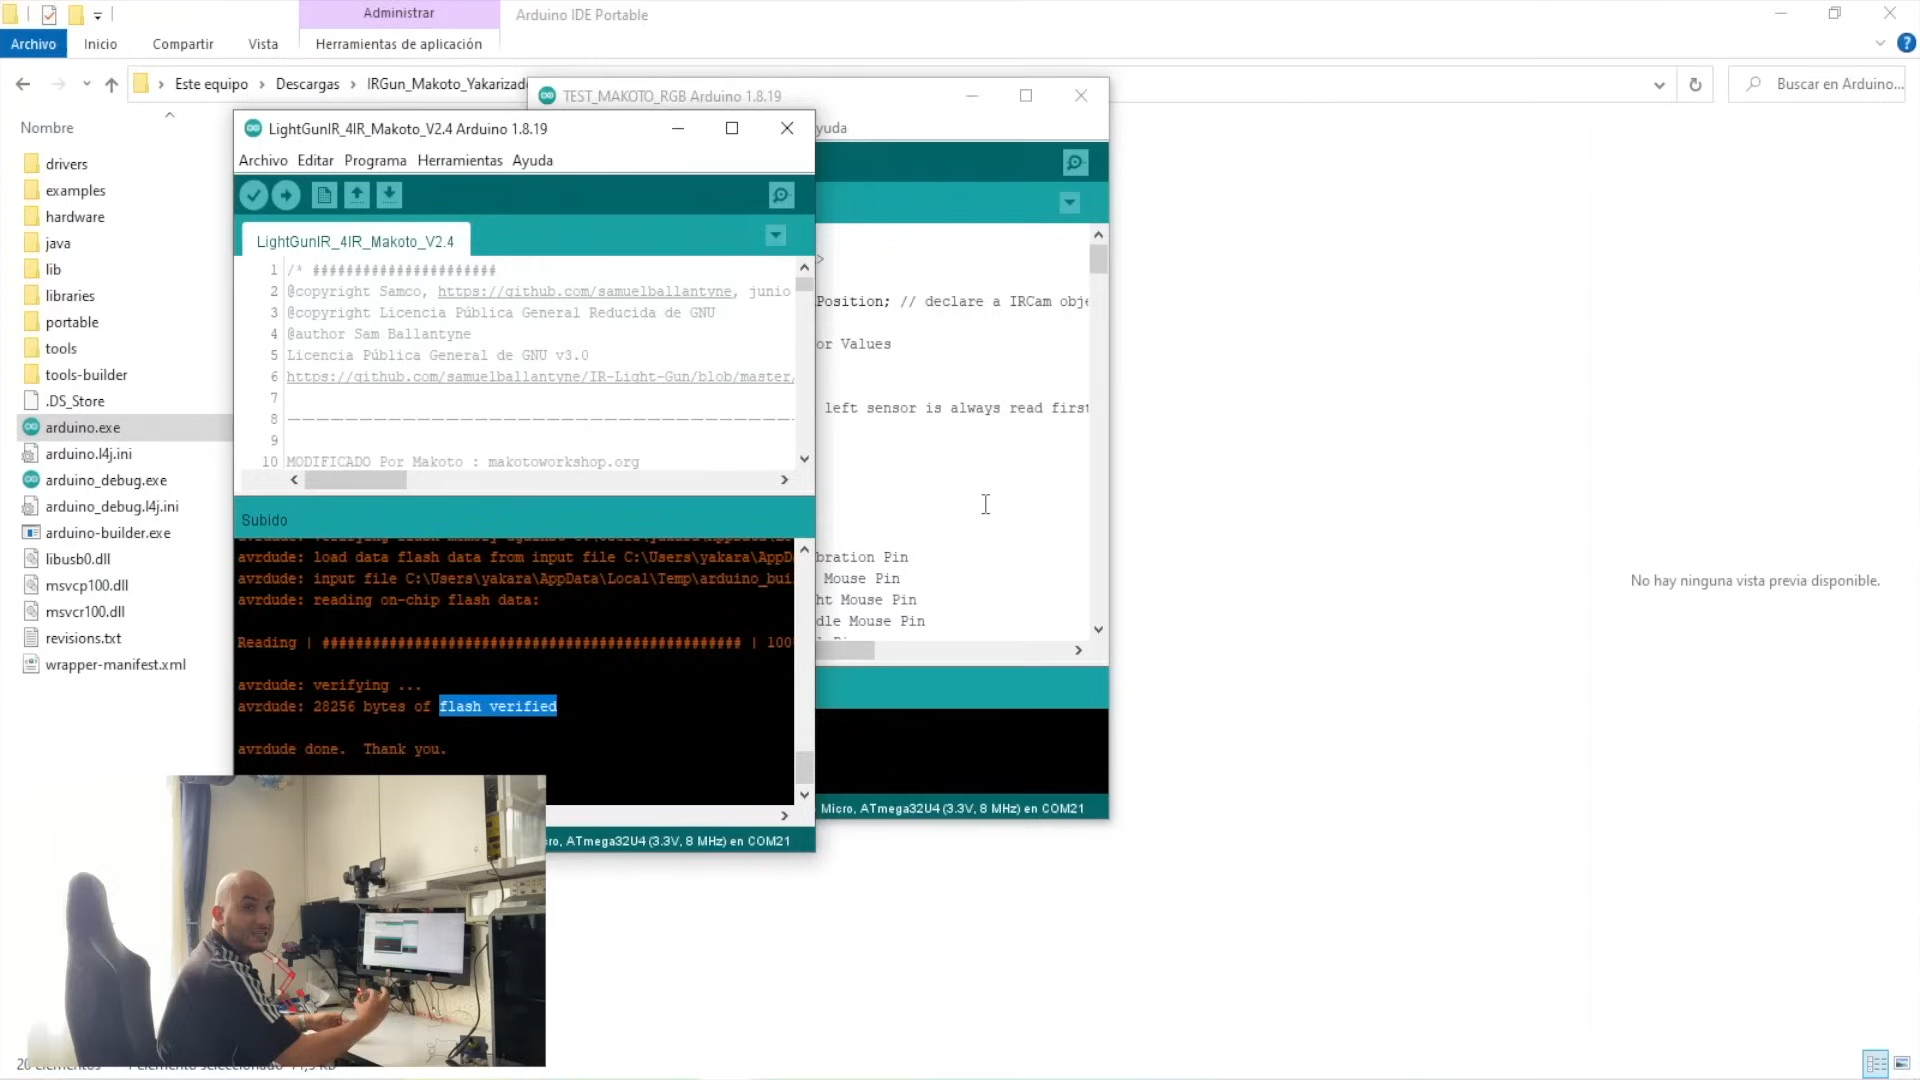 Administrar
Arduino IDE Portable
Archivo
Inicio
Compartir
Vista
Herramientas de aplicación
Este equipo
Descargas
IRGun_Makoto_Yakarizado
Buscar en Arduino...
Nombre
drivers
examples
hardware
java
lib
libraries
portable
tools
tools-builder
.DS_Store
arduino.exe
arduino.l4j.ini
arduino_debug.exe
arduino_debug.l4j.ini
arduino-builder.exe
libusb0.dll
msvcp100.dll
msvcr100.dll
revisions.txt
wrapper-manifest.xml
LightGunIR_4IR_Makoto_V2.4 Arduino 1.8.19
Archivo Editar Programa Herramientas Ayuda
LightGunIR_4IR_Makoto_V2.4
1 /* ######################
2 @copyright Samco, https://github.com/samuelballantyne, junio
3 @copyright Licencia Pública General Reducida de GNU
4 @author Sam Ballantyne
5 Licencia Pública General de GNU v3.0
6 https://github.com/samuelballantyne/IR-Light-Gun/blob/master/
7
8 ------------------------------------------------------------
9
10 MODIFICADO Por Makoto : makotoworkshop.org
Subido
avrdude: load data flash data from input file C:\Users\yakara\AppD
avrdude: input file C:\Users\yakara\AppData\Local\Temp\arduino_bui
avrdude: reading on-chip flash data:
Reading | ################################################## | 100
avrdude: verifying ...
avrdude: 28256 bytes of flash verified
avrdude done.  Thank you.
ro, ATmega32U4 (3.3V, 8 MHz) en COM21
TEST_MAKOTO_RGB Arduino 1.8.19
yuda
>
Position; // declare a IRCam obje
or Values
left sensor is always read first
bration Pin
Mouse Pin
ht Mouse Pin
dle Mouse Pin
Micro, ATmega32U4 (3.3V, 8 MHz) en COM21
No hay ninguna vista previa disponible.